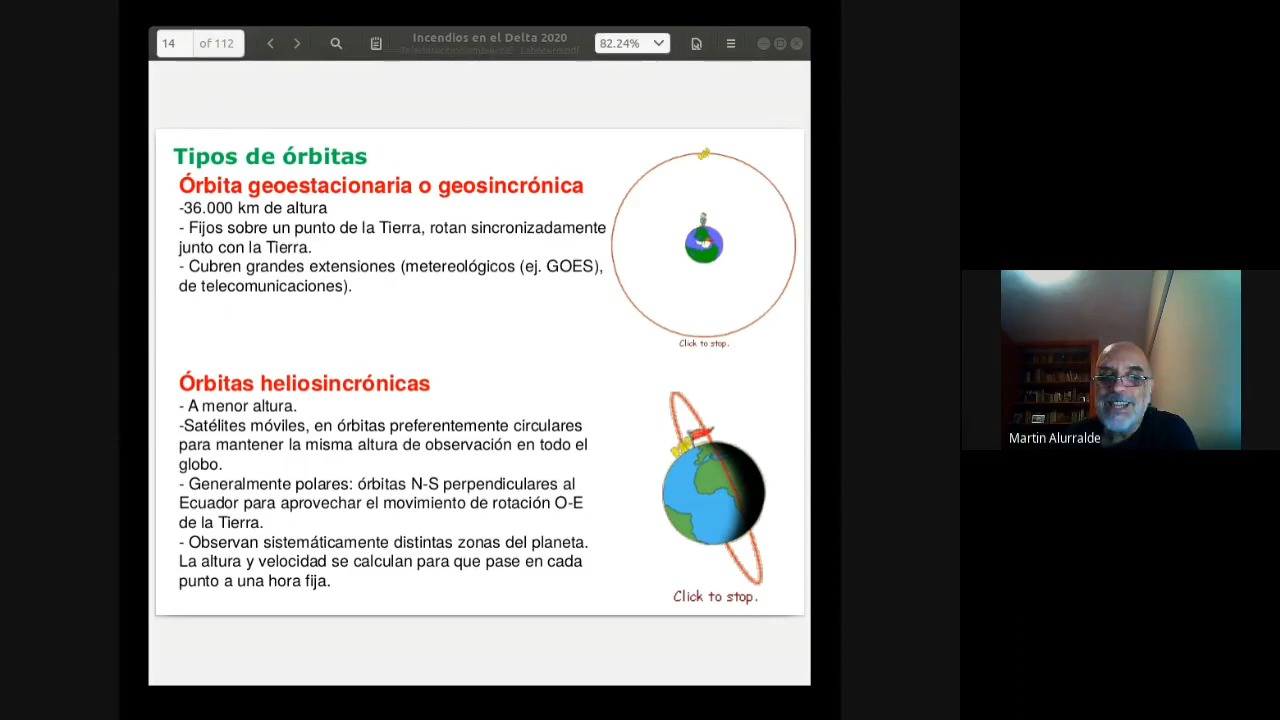 14 of 112
Incendios en el Delta 2020
82.24%
Tipos de órbitas
Órbita geoestacionaria o geosincrónica
-36.000 km de altura
- Fijos sobre un punto de la Tierra, rotan sincronizadamente
junto con la Tierra.
- Cubren grandes extensiones (metereológicos (ej. GOES),
de telecomunicaciones).
Click to stop.
Órbitas heliosincrónicas
- A menor altura.
-Satélites móviles, en órbitas preferentemente circulares
para mantener la misma altura de observación en todo el
globo.
- Generalmente polares: órbitas N-S perpendiculares al
Ecuador para aprovechar el movimiento de rotación O-E
de la Tierra.
- Observan sistemáticamente distintas zonas del planeta.
La altura y velocidad se calculan para que pase en cada
punto a una hora fija.
Click to stop.
Martin Alurralde